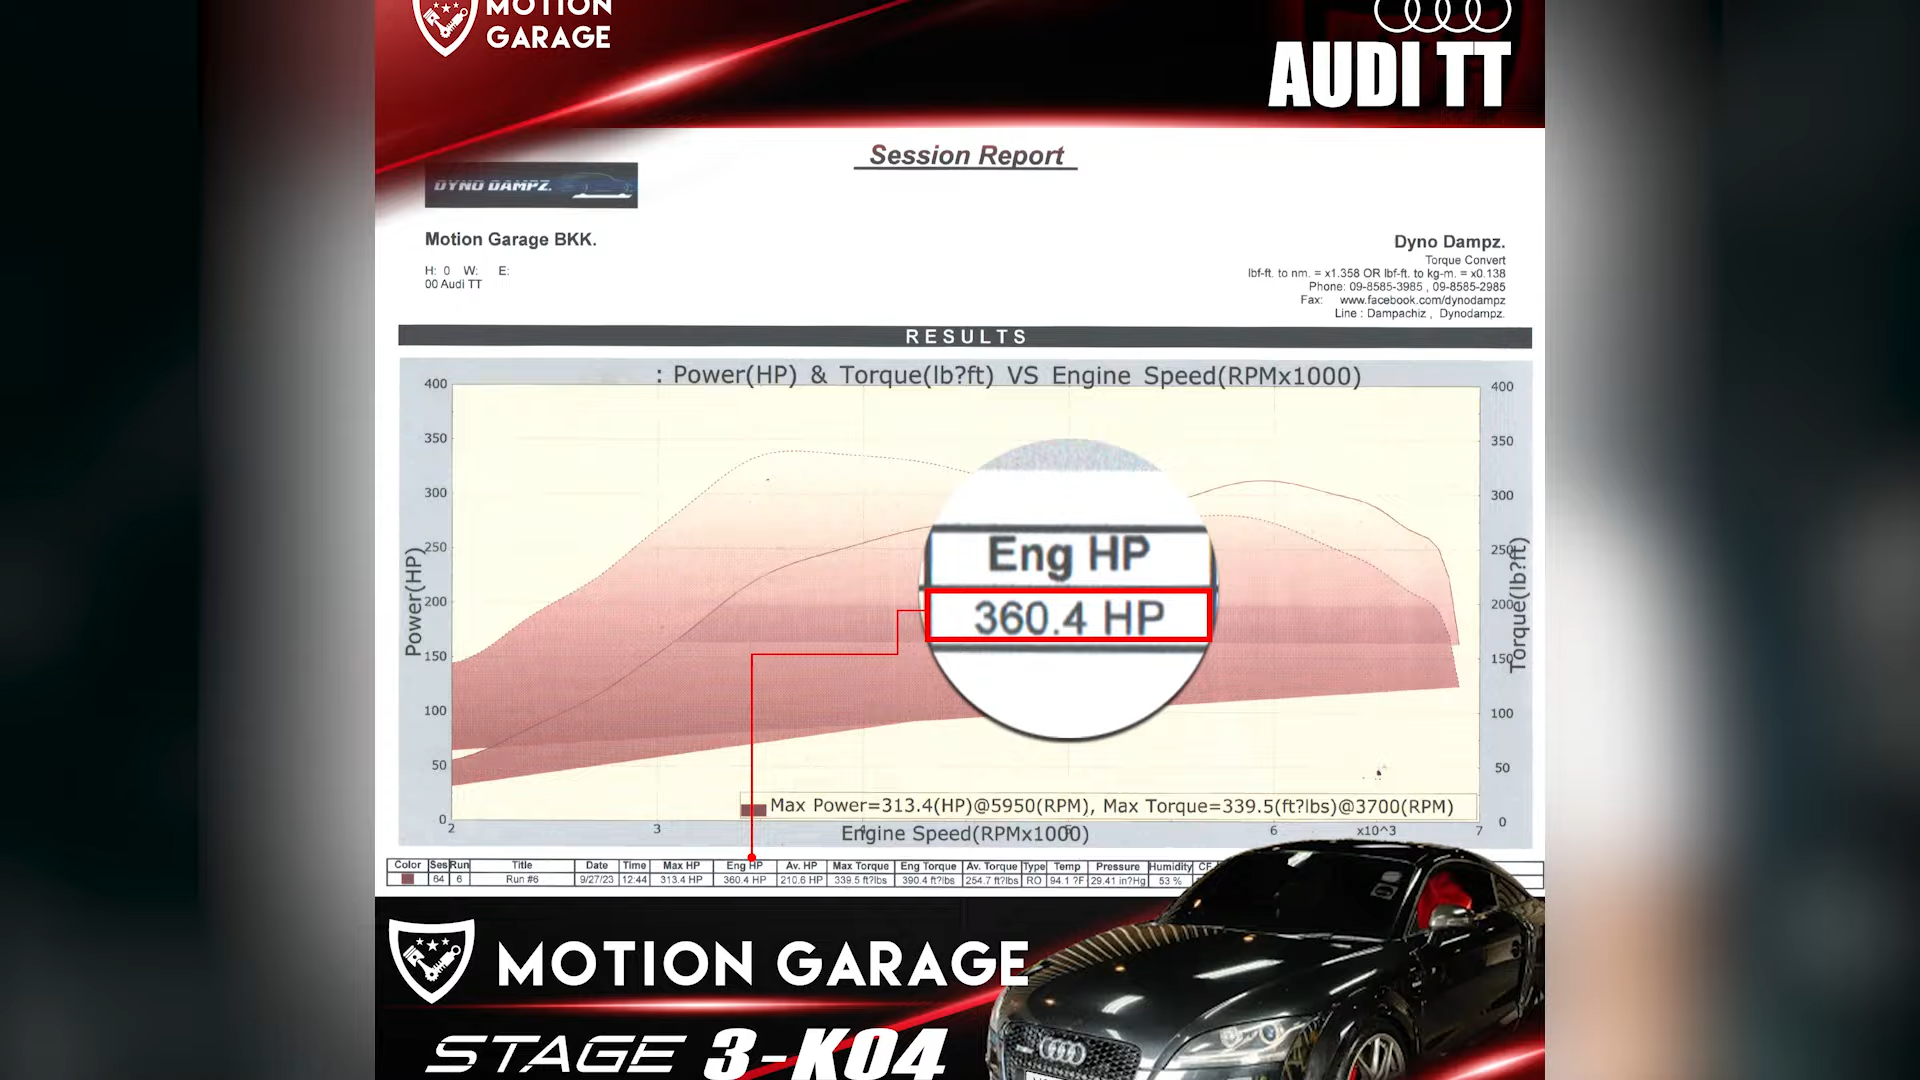 MOTION
GARAGE
AUDI TT
Session Report
DYNO DAMPZ.
Motion Garage BKK.
H: 0 W: E:
00 Audi TT
Dyno Dampz.
Torque Convert
lbf-ft. to nm. = x1.358 OR lbf-ft. to kg-m. = x0.138
Phone: 09-8585-3985 , 09-8585-2985
Fax: www.facebook.com/dynodampz
Line : Dampachiz , Dynodampz.
RESULTS
: Power(HP) & Torque(lb?ft) VS Engine Speed(RPMx1000)
400
350
300
250
200
150
100
50
0
Power(HP)
400
350
300
250
200
150
100
50
0
Torque(lb?ft)
Eng HP
360.4 HP
Max Power=313.4(HP)@5950(RPM), Max Torque=339.5(ft?lbs)@3700(RPM)
2 3 4 5 6 x10^3 7
Engine Speed(RPMx1000)
Color Ses Run Title Date Time Max HP Eng HP Av. HP Max Torque Eng Torque Av. Torque Type Temp Pressure Humidity CF
64 6 Run #6 9/27/23 12:44 313.4 HP 360.4 HP 210.6 HP 339.5 ft?lbs 390.4 ft?lbs 254.7 ft?lbs RO 94.1 ?F 29.41 in?Hg 53 %
MOTION GARAGE
STAGE 3-K04